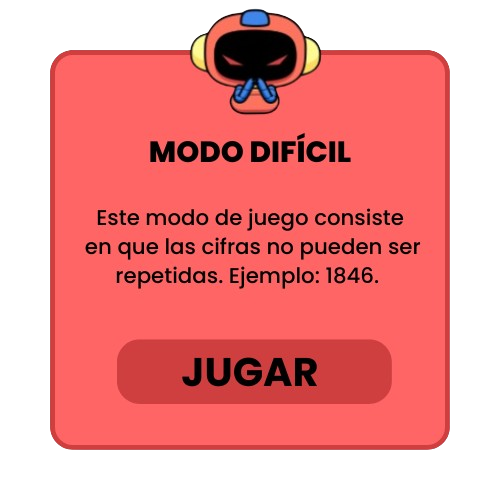 MODO DIFÍCIL
Este modo de juego consiste
en que las cifras no pueden ser
repetidas. Ejemplo: 1846.
JUGAR